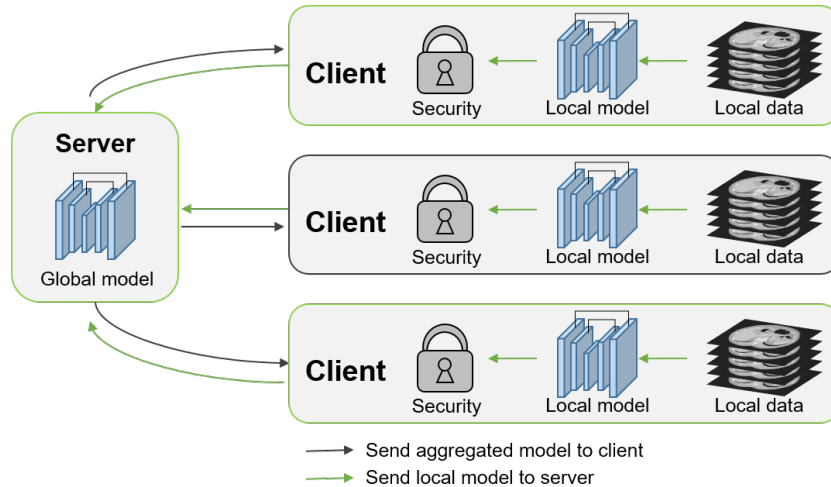 Server
Global model
Client
Security
Local model
Local data
Client
Security
Local model
Local data
Client
Security
Local model
Local data
Send aggregated model to client
Send local model to server